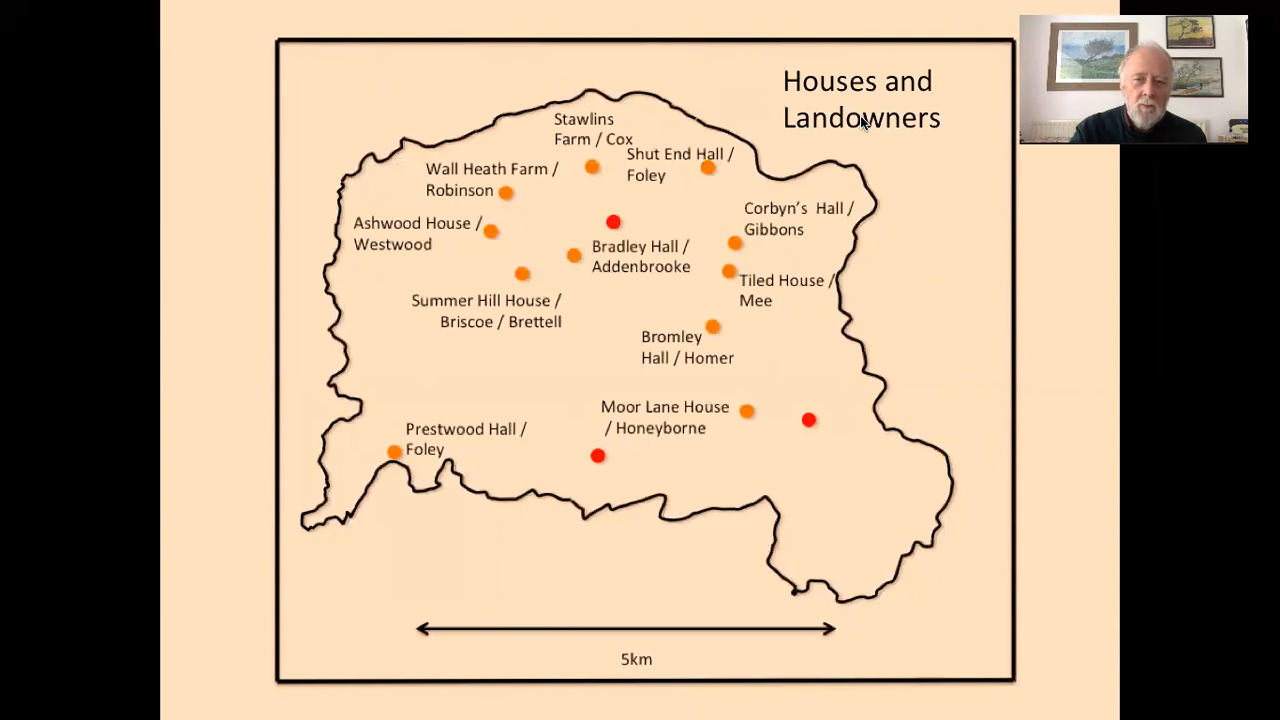 Houses and
Landowners
Stawlins
Farm / Cox
Shut End Hall /
Foley
Wall Heath Farm /
Robinson
Corbyn's Hall /
Gibbons
Ashwood House /
Westwood
Bradley Hall /
Addenbrooke
Tiled House /
Mee
Summer Hill House /
Briscoe / Brettell
Bromley
Hall / Homer
Moor Lane House
/ Honeyborne
Prestwood Hall /
Foley
5km